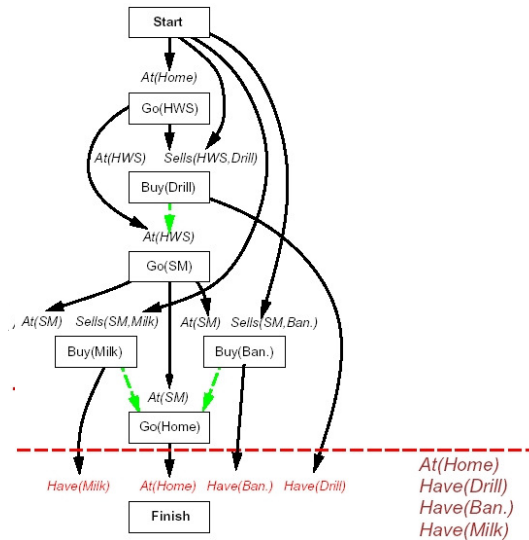 Start
At(Home)
Go(HWS)
At(HWS) Sells(HWS,Drill)
Buy(Drill)
At(HWS)
Go(SM)
At(SM) Sells(SM,Milk) At(SM) Sells(SM,Ban.)
Buy(Milk) Buy(Ban.)
At(SM)
Go(Home)
Have(Milk) At(Home) Have(Ban.) Have(Drill)
Finish
At(Home)
Have(Drill)
Have(Ban.)
Have(Milk)